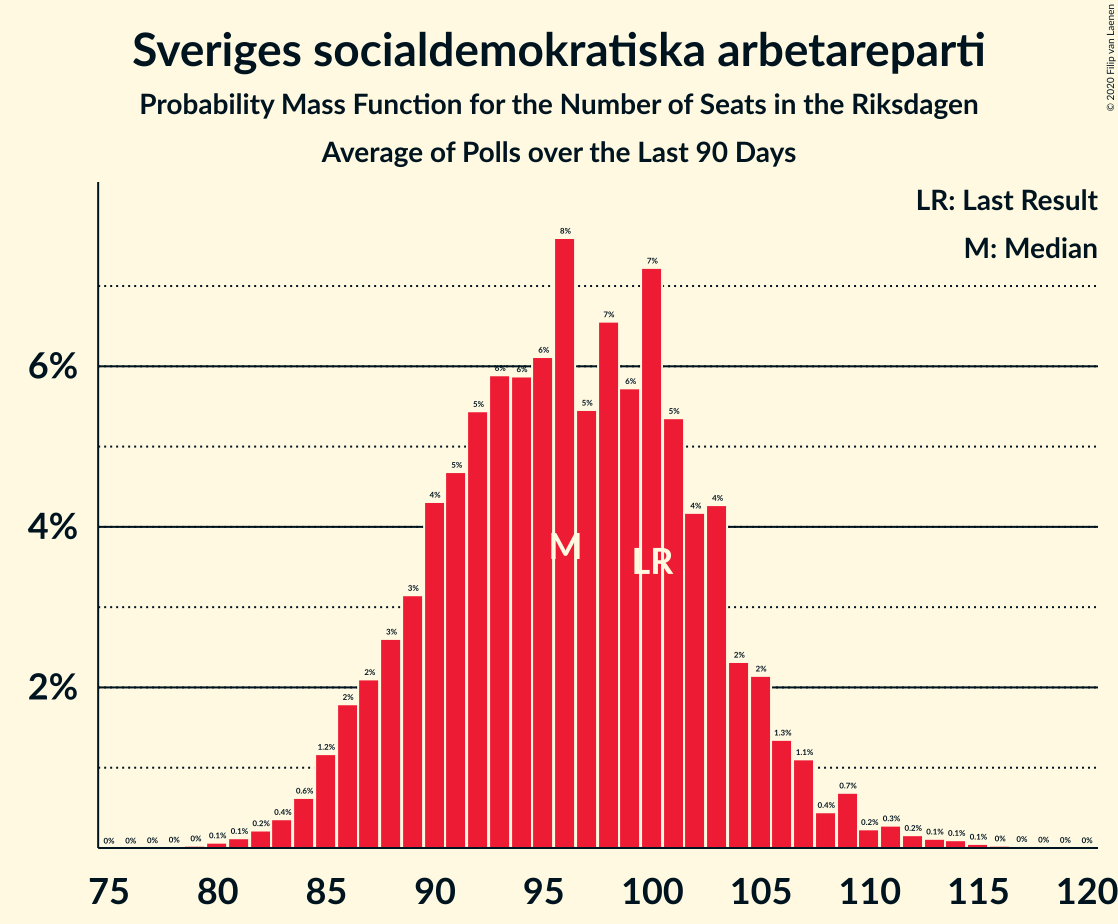 Sveriges socialdemokratiska arbetareparti
Probability Mass Function for the Number of Seats in the Riksdagen
Average of Polls over the Last 90 Days
© 2020 Filip van Laenen
LR: Last Result
M: Median
6%
4%
2%
0% 0% 0% 0% 0% 0.1% 0.1% 0.2% 0.4% 0.6% 1.2% 2% 2% 3% 3% 4% 5% 5% 6% 6% 6% 8% 5% 7% 6% 7% 5% 4% 4% 2% 2% 1.3% 1.1% 0.4% 0.7% 0.2% 0.3% 0.2% 0.1% 0.1% 0.1% 0% 0% 0% 0% 0%
M LR
75 80 85 90 95 100 105 110 115 120